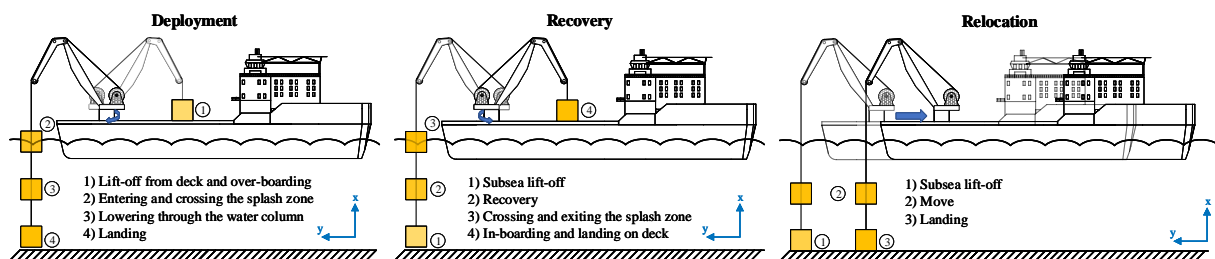 Deployment
1
2
3
4
1) Lift-off from deck and over-boarding
2) Entering and crossing the splash zone
3) Lowering through the water column
4) Landing
x
y
Recovery
4
3
2
1
1) Subsea lift-off
2) Recovery
3) Crossing and exiting the splash zone
4) In-boarding and landing on deck
x
y
Relocation
2
1
3
1) Subsea lift-off
2) Move
3) Landing
x
y